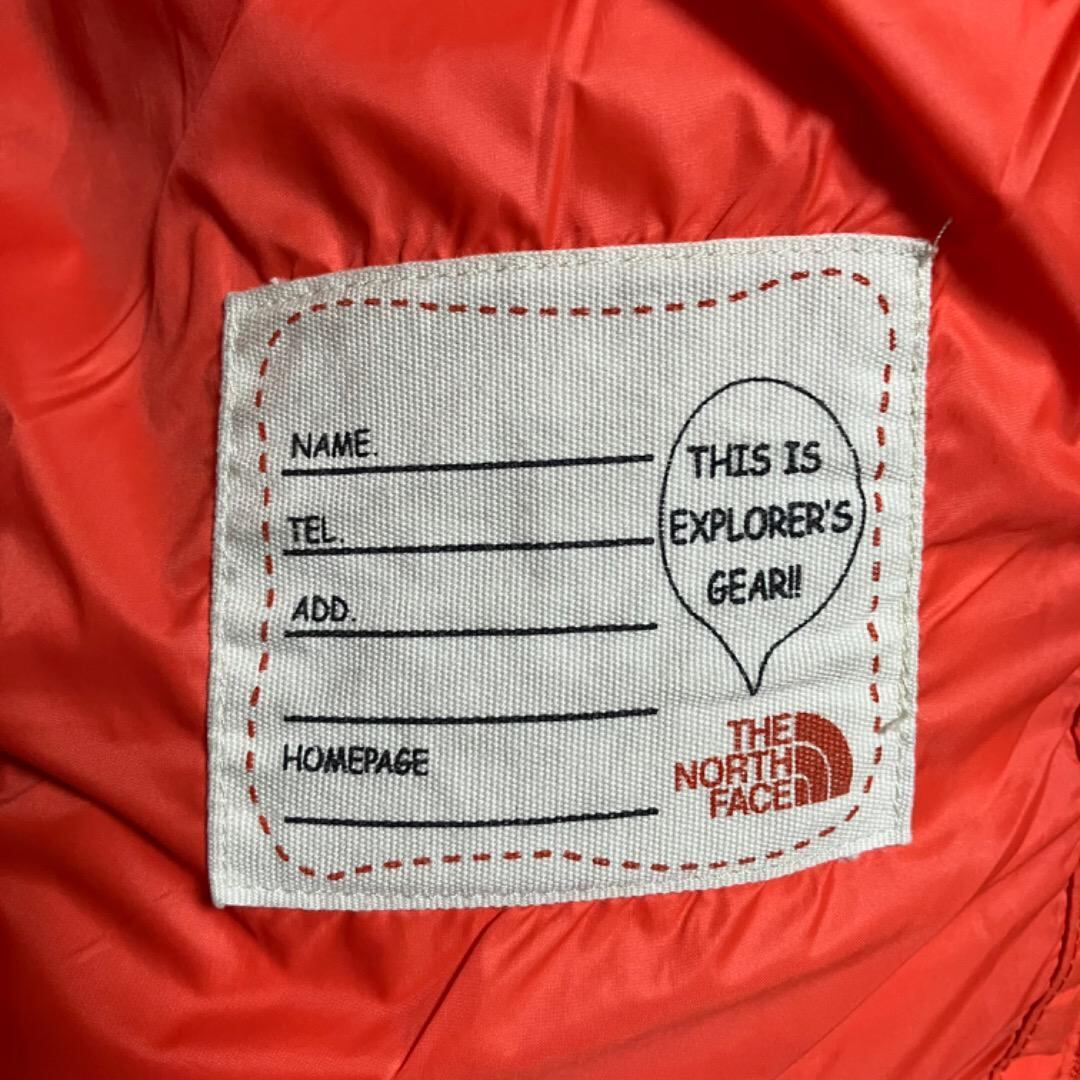 NAME.
TEL.
ADD.
HOMEPAGE
THIS IS
EXPLORER'S
GEAR!!
THE
NORTH
FACE